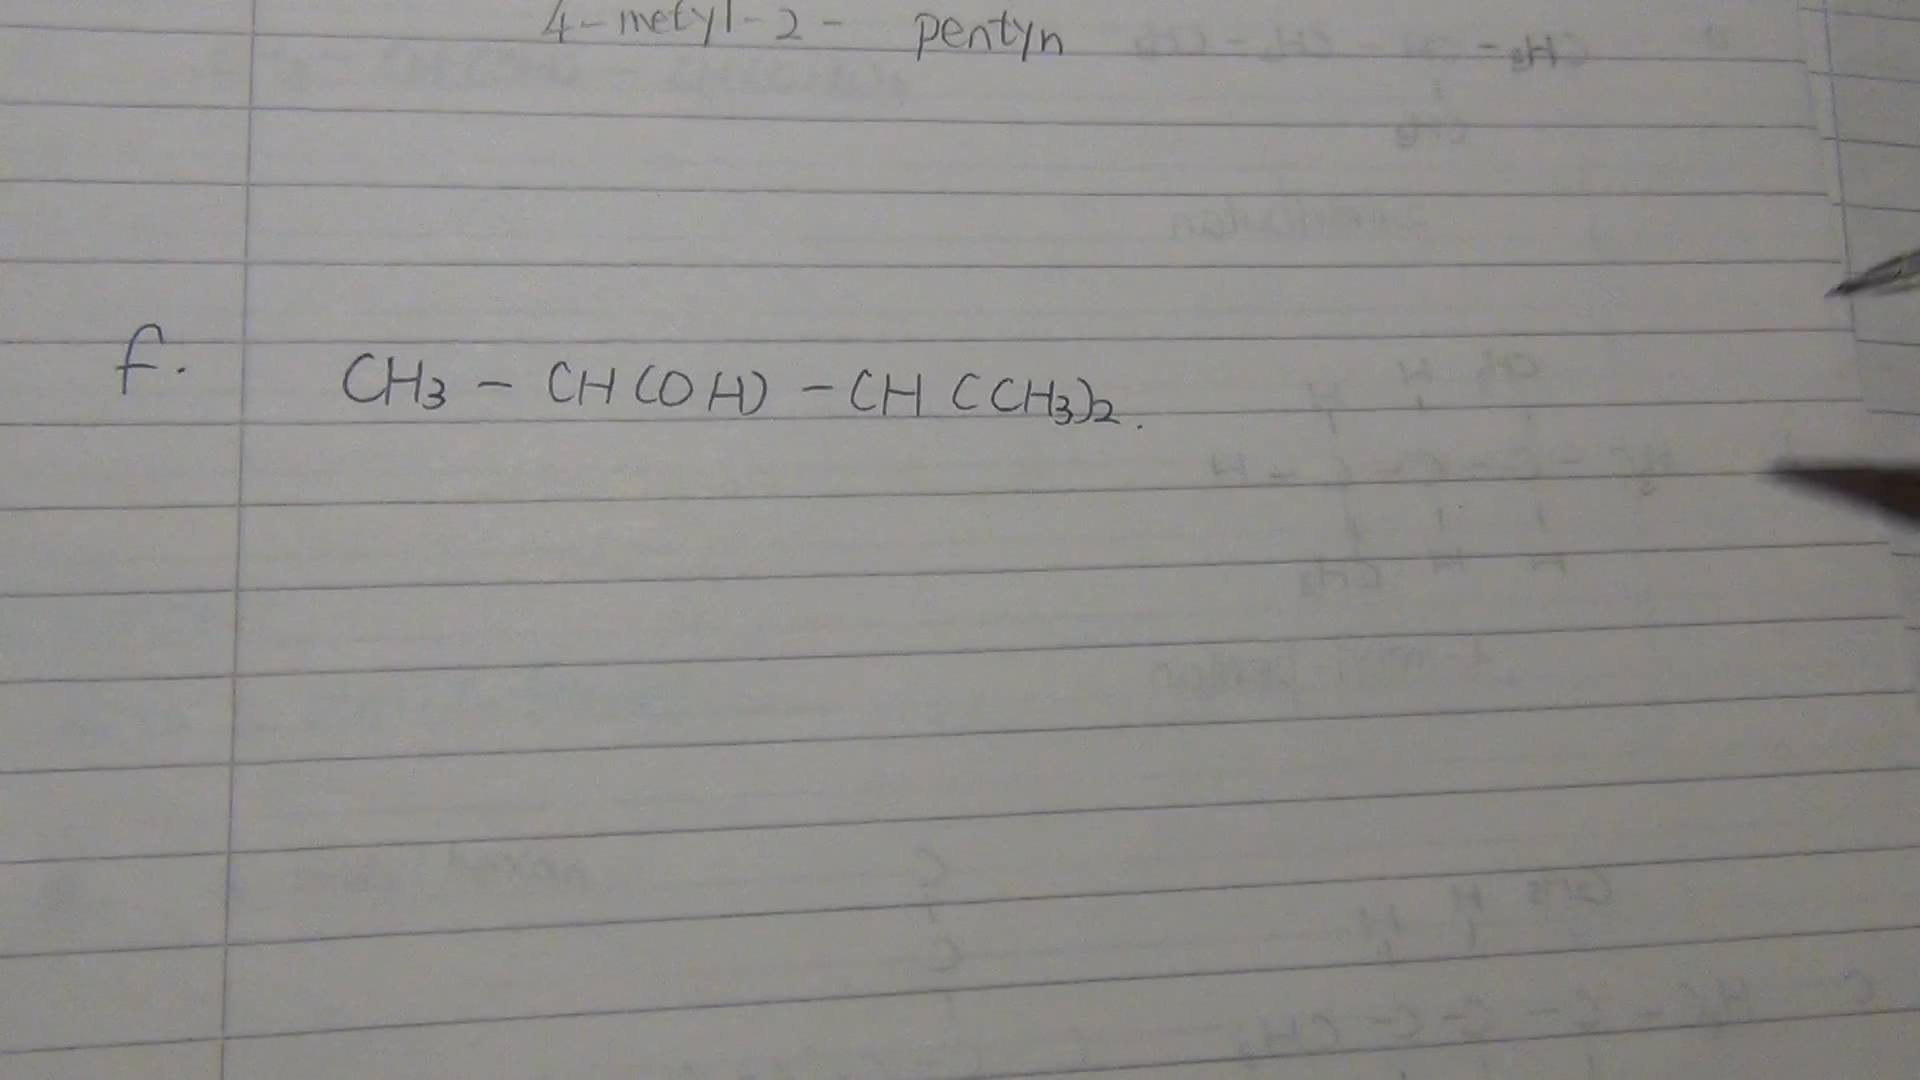 4-metyl-2- pentyn
f. CH3 - CH(OH) - CH (CH3)2.